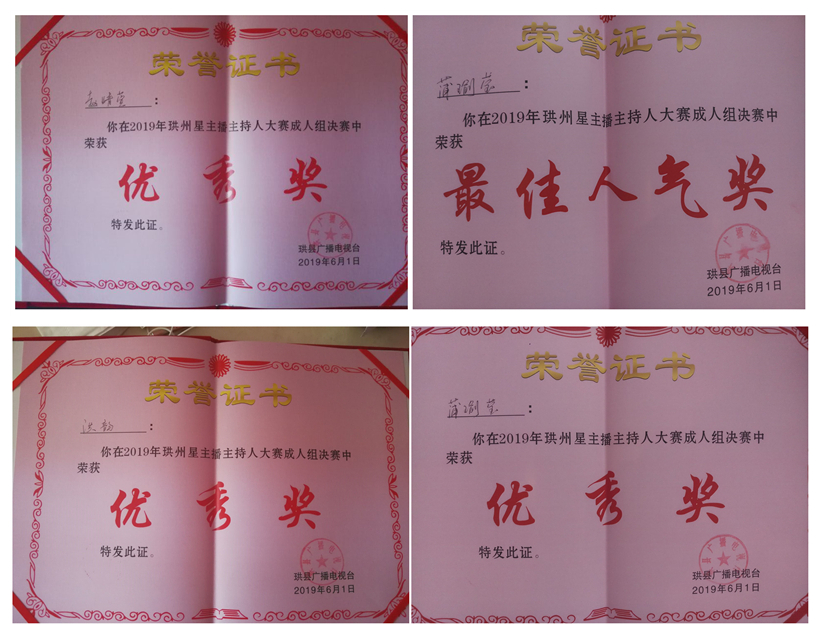 荣誉证书
:
你在2019年珙州星主播主持人大赛成人组决赛中
荣获
优秀奖
特发此证。
珙县广播电视台
2019年6月1日
荣誉证书
:
你在2019年珙州星主播主持人大赛成人组决赛中
荣获
最佳人气奖
特发此证。
珙县广播电视台
2019年6月1日
荣誉证书
:
你在2019年珙州星主播主持人大赛成人组决赛中
荣获
优秀奖
特发此证。
珙县广播电视台
2019年6月1日
荣誉证书
:
你在2019年珙州星主播主持人大赛成人组决赛中
荣获
优秀奖
特发此证。
珙县广播电视台
2019年6月1日